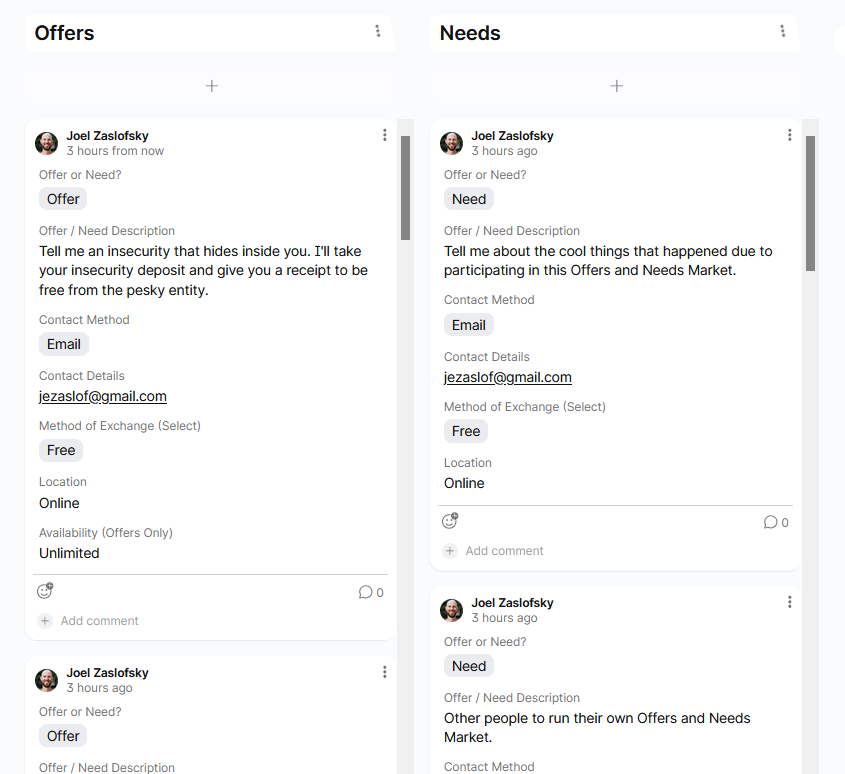 Offers
Joel Zaslofsky
3 hours from now
Offer or Need?
Offer
Offer / Need Description
Tell me an insecurity that hides inside you. I'll take
your insecurity deposit and give you a receipt to be
free from the pesky entity.
Contact Method
Email
Contact Details
jezaslof@gmail.com
Method of Exchange (Select)
Free
Location
Online
Availability (Offers Only)
Unlimited
0
Add comment
Joel Zaslofsky
3 hours ago
Offer or Need?
Offer
Offer / Need Description
Needs
Joel Zaslofsky
3 hours ago
Offer or Need?
Need
Offer / Need Description
Tell me about the cool things that happened due to
participating in this Offers and Needs Market.
Contact Method
Email
Contact Details
jezaslof@gmail.com
Method of Exchange (Select)
Free
Location
Online
0
Add comment
Joel Zaslofsky
3 hours ago
Offer or Need?
Need
Offer / Need Description
Other people to run their own Offers and Needs
Market.
Contact Method